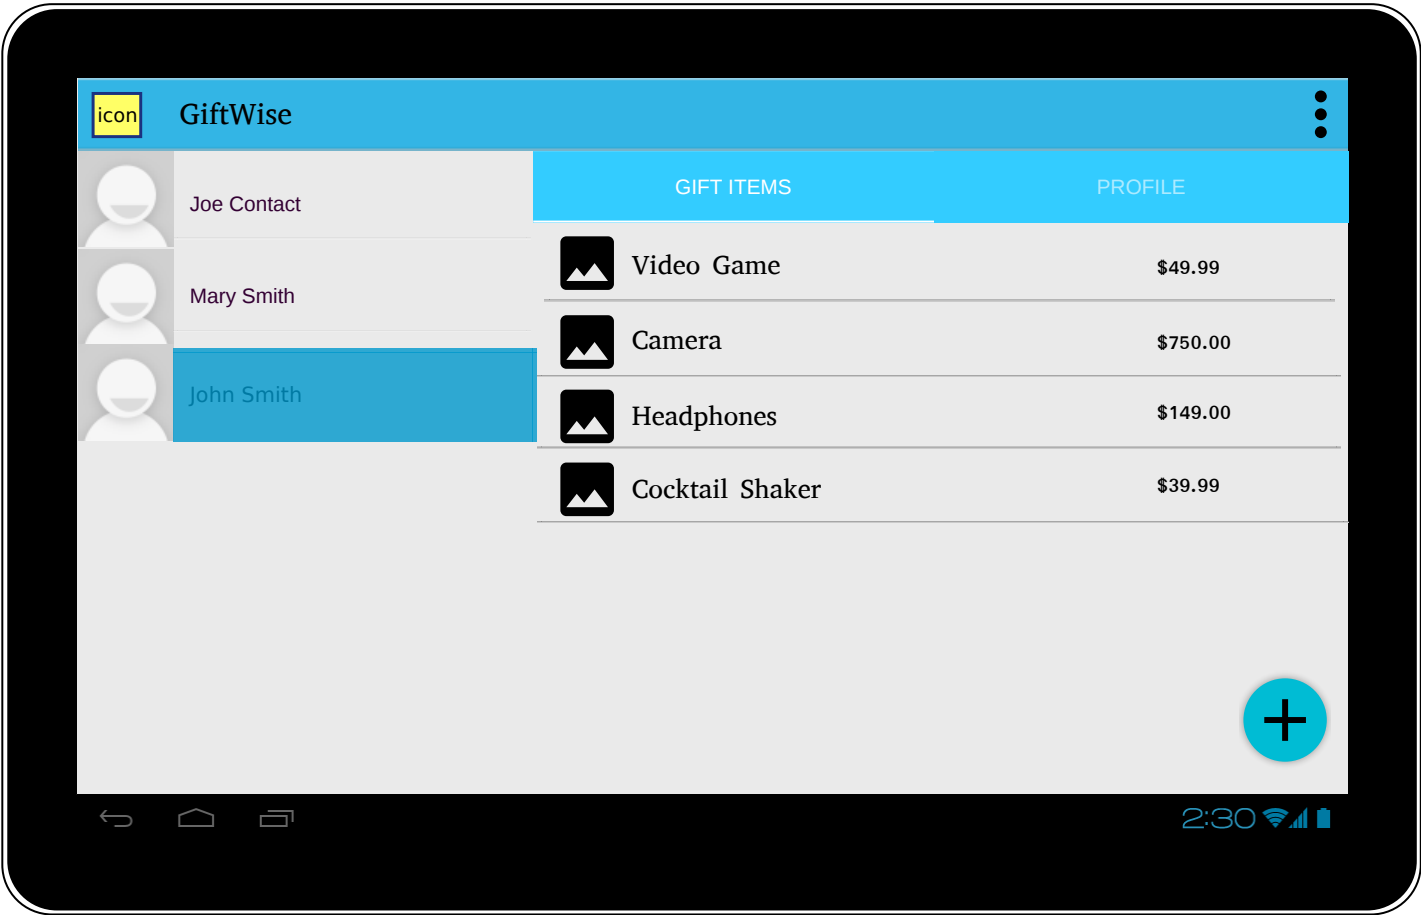 icon GiftWise
GIFT ITEMS PROFILE
Joe Contact
Mary Smith
John Smith
Video Game $49.99
Camera $750.00
Headphones $149.00
Cocktail Shaker $39.99
2:30